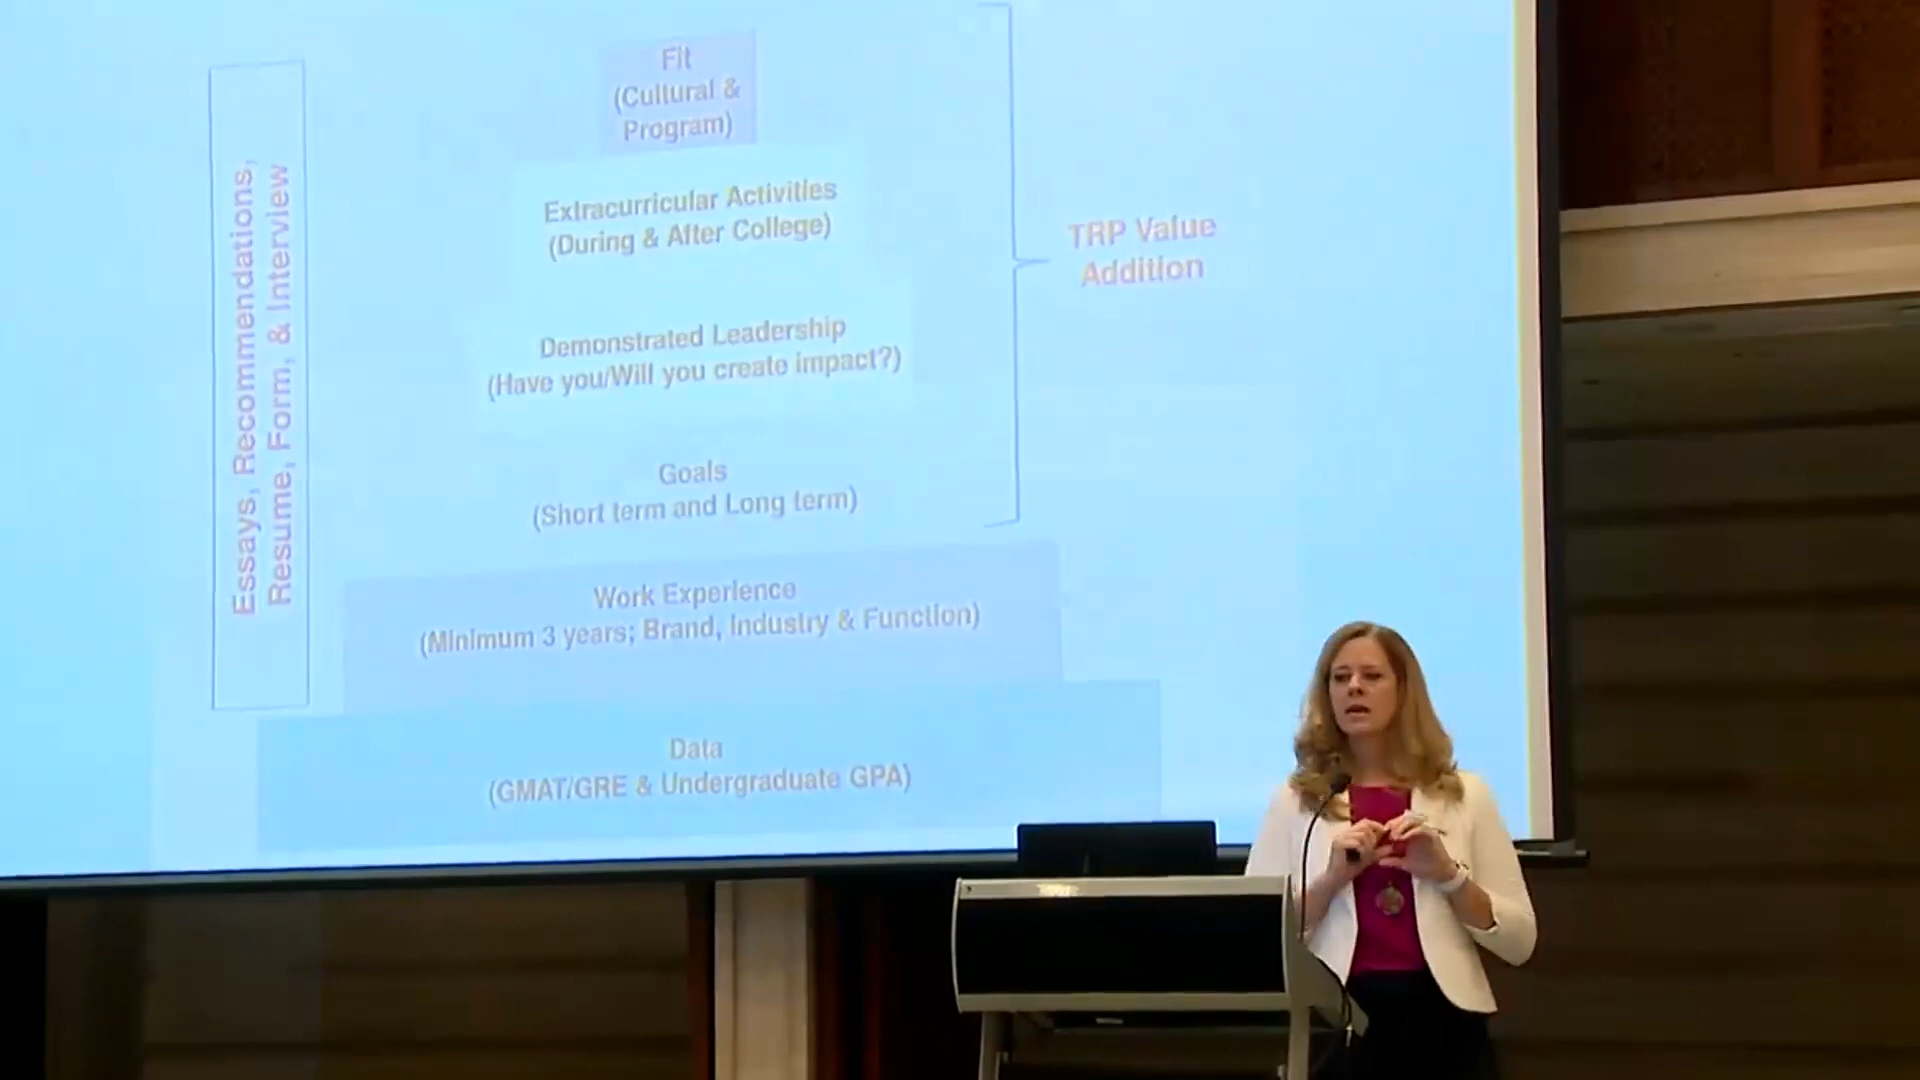 Essays, Recommendations,
Resume, Form, & Interview
Fit
(Cultural &
Program)
Extracurricular Activities
(During & After College)
Demonstrated Leadership
(Have you/Will you create impact?)
Goals
(Short term and Long term)
Work Experience
(Minimum 3 years; Brand, Industry & Function)
Data
(GMAT/GRE & Undergraduate GPA)
TRP Value
Addition